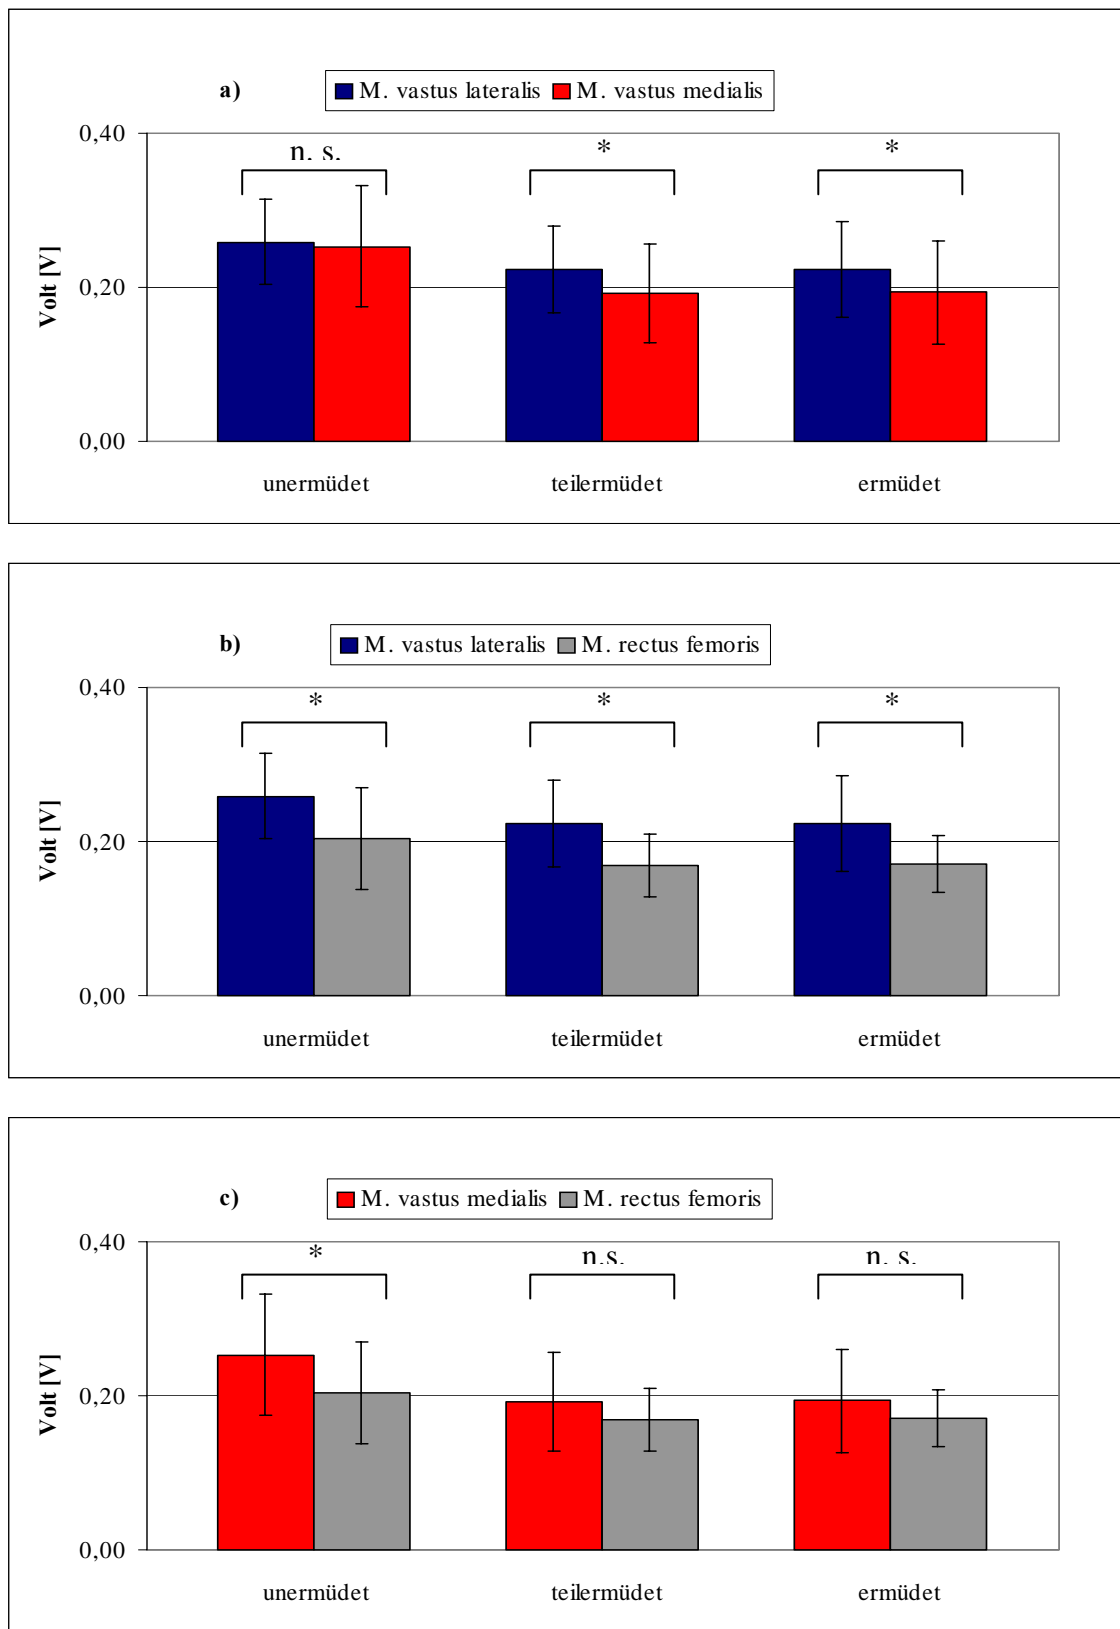 a)
M. vastus lateralis M. vastus medialis
0,40
n. s. * *
Volt [V]
0,20
0,00
unermüdet teilermüdet ermüdet
b)
M. vastus lateralis M. rectus femoris
0,40
* * *
Volt [V]
0,20
0,00
unermüdet teilermüdet ermüdet
c)
M. vastus medialis M. rectus femoris
0,40
* n.s. n. s.
Volt [V]
0,20
0,00
unermüdet teilermüdet ermüdet